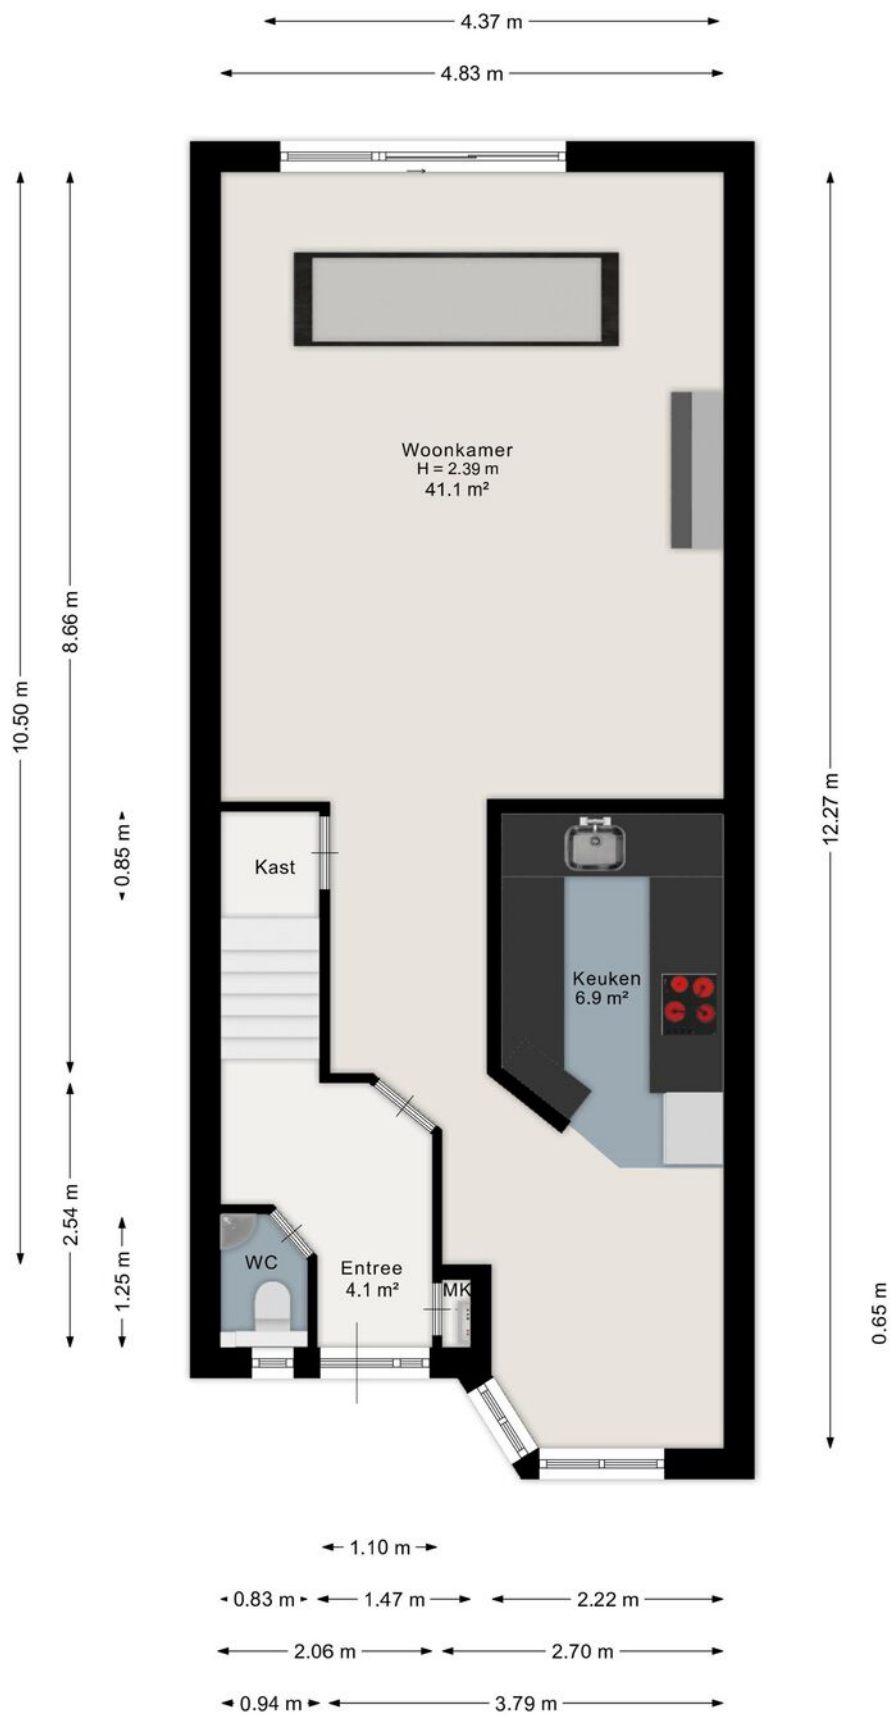 4.37 m
4.83 m
Woonkamer
H = 2.39 m
41.1 m²
8.66 m
10.50 m
12.27 m
0.85 m
Kast
Keuken
6.9 m²
2.54 m
1.25 m
WC
Entree
4.1 m²
MK
0.65 m
1.10 m
0.83 m
1.47 m
2.22 m
2.06 m
2.70 m
0.94 m
3.79 m